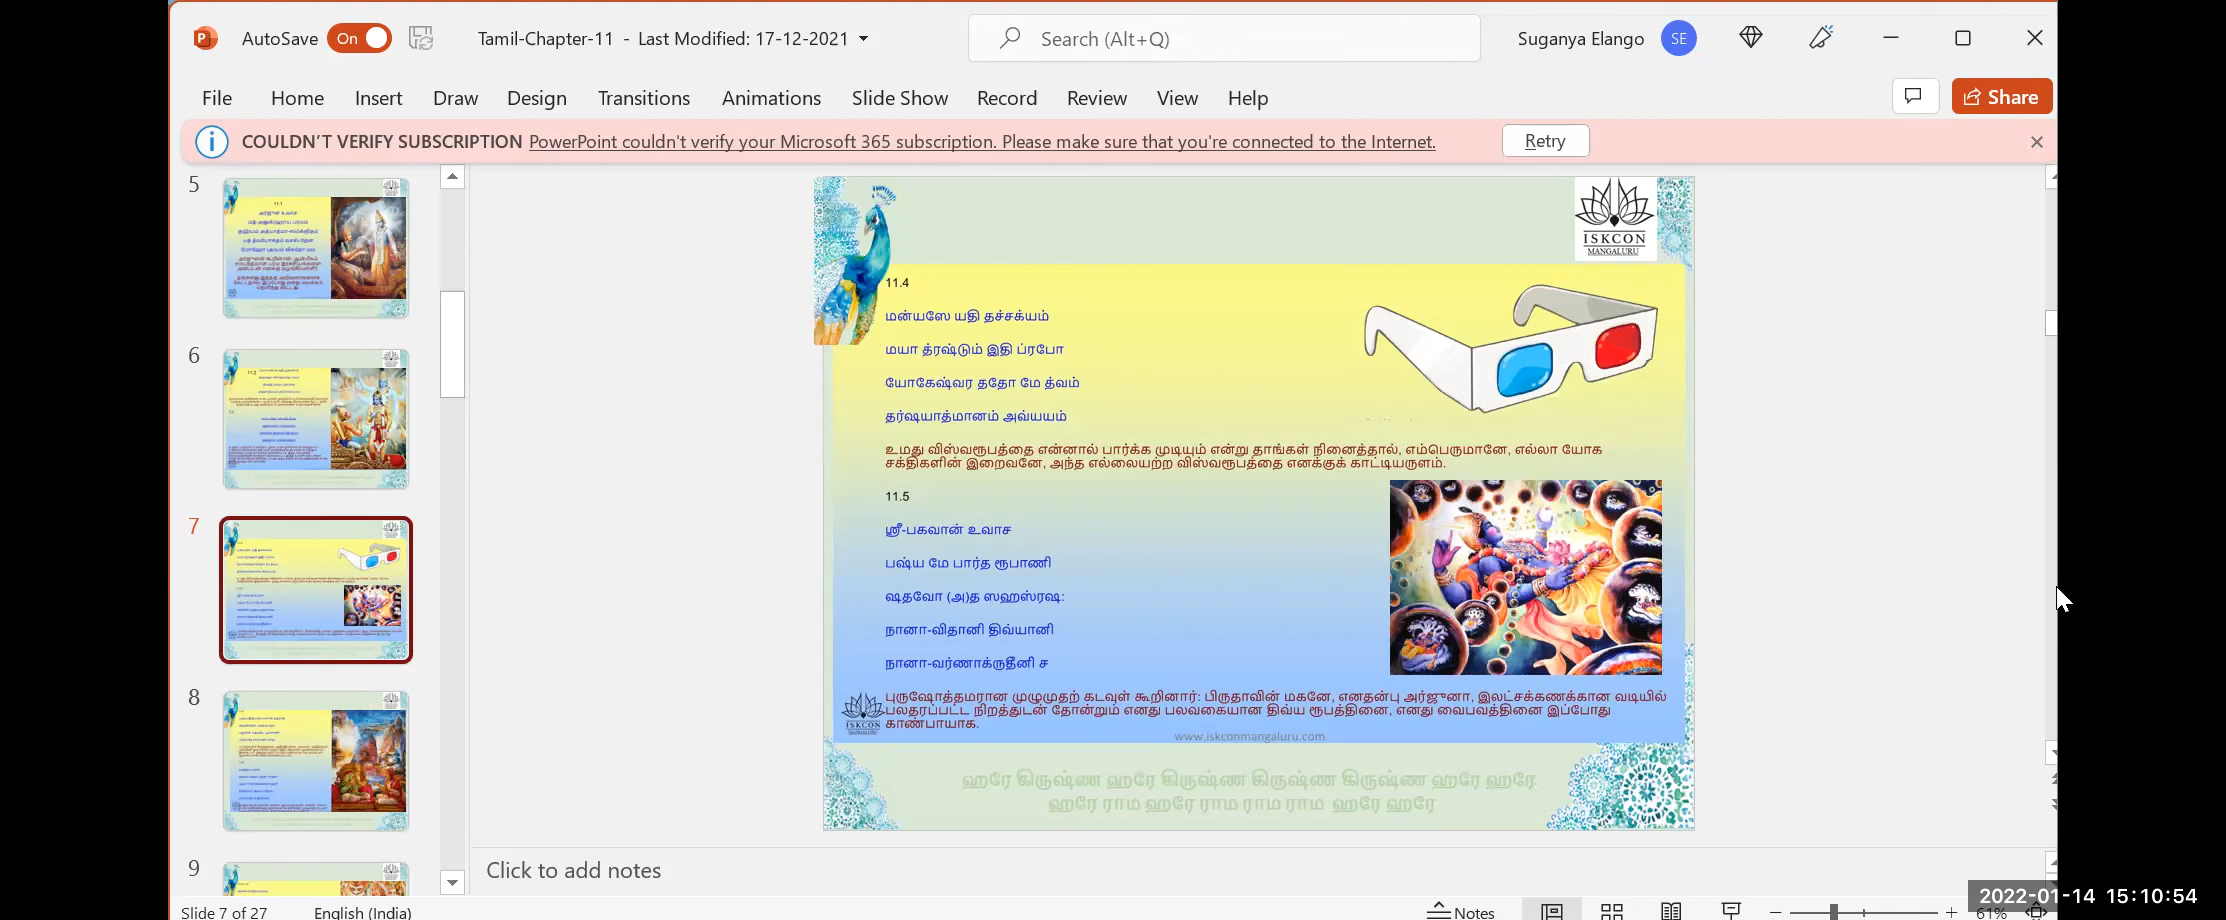 AutoSave On Tamil-Chapter-11 - Last Modified: 17-12-2021 Search (Alt+Q) Suganya Elango SE
File Home Insert Draw Design Transitions Animations Slide Show Record Review View Help Share
COULDN'T VERIFY SUBSCRIPTION PowerPoint couldn't verify your Microsoft 365 subscription. Please make sure that you're connected to the Internet. Retry
5
6
7
8
9
ISKCON
MANGALURU
11.4
மன்யஸே யதி தச்சக்யம்
மயா த்ரஷ்டும் இதி ப்ரபோ
யோகேஷ்வர ததோ மே த்வம்
தர்ஷயாத்மானம் அவ்யயம்
உமது விஸ்வரூபத்தை என்னால் பார்க்க முடியும் என்று தாங்கள் நினைத்தால், எம்பெருமானே, எல்லா யோக
சக்திகளின் இறைவனே, அந்த எல்லையற்ற விஸ்வரூபத்தை எனக்குக் காட்டியருளம்.
11.5
ஸ்ரீ-பகவான் உவாச
பஷ்ய மே பார்த ரூபாணி
ஷதவோ (அ)த ஸஹஸ்ரஷ:
நானா-விதானி திவ்யானி
நானா-வர்ணாக்ருதீனி ச
புருஷோத்தமரான முழுமுதற் கடவுள் கூறினார்: பிருதாவின் மகனே, எனதன்பு அர்ஜுனா, இலட்சக்கணக்கான வடியில்
பலதரப்பட்ட நிறத்துடன் தோன்றும் எனது பலவகையான திவ்ய ரூபத்தினை, எனது வைபவத்தினை இப்போது
காண்பாயாக.
ISKCON
MANGALURU
www.iskconmangaluru.com
ஹரே கிருஷ்ண ஹரே கிருஷ்ண கிருஷ்ண கிருஷ்ண ஹரே ஹரே
ஹரே ராம ஹரே ராம ராம ராம ஹரே ஹரே
Click to add notes
Slide 7 of 27 English (India) Notes 61%
2022-01-14 15:10:54